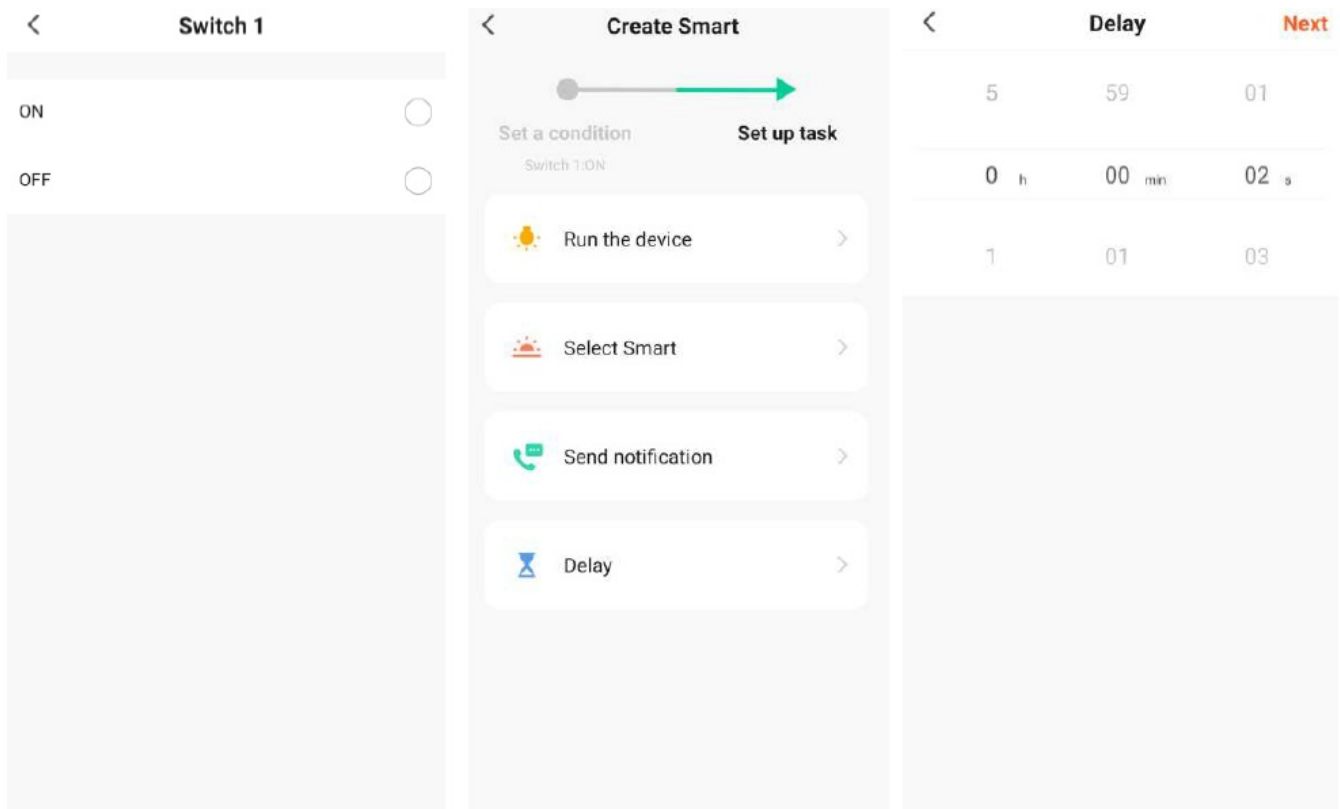 Switch 1
ON
OFF
Create Smart
Set a condition
Set up task
Switch 1:ON
Run the device
Select Smart
Send notification
Delay
Delay
Next
5 59 01
0 h 00 min 02 s
1 01 03